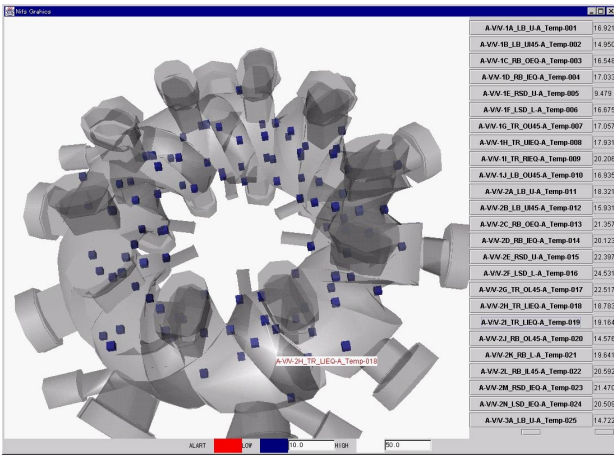 Nifs Grahics
A-V/V-1A_LB_U-A_Temp-001 16.921
A-V/V-1B_LB_UI45-A_Temp-002 14.950
A-V/V-1C_RB_OEQ-A_Temp-003 16.548
A-V/V-1D_RB_IEQ-A_Temp-004 17.033
A-V/V-1E_RSD_U-A_Temp-005 9.479
A-V/V-1F_LSD_L-A_Temp-006 16.675
A-V/V-1G_TR_OU45-A_Temp-007 17.057
A-V/V-1H_TR_UIEQ-A_Temp-008 17.931
A-V/V-1I_TR_RIEQ-A_Temp-009 20.206
A-V/V-1J_LB_OU45-A_Temp-010 16.935
A-V/V-2A_LB_U-A_Temp-011 18.321
A-V/V-2B_LB_UI45-A_Temp-012 15.931
A-V/V-2C_RB_OEQ-A_Temp-013 21.357
A-V/V-2D_RB_IEQ-A_Temp-014 20.123
A-V/V-2E_RSD_U-A_Temp-015 22.397
A-V/V-2F_LSD_L-A_Temp-016 24.531
A-V/V-2G_TR_OL45-A_Temp-017 22.517
A-V/V-2H_TR_LIEQ-A_Temp-018 18.783
A-V/V-2I_TR_LIEQ-A_Temp-019 19.164
A-V/V-2J_RB_OL45-A_Temp-020 14.576
A-V/V-2K_RB_L-A_Temp-021 19.641
A-V/V-2L_RB_IL45-A_Temp-022 20.592
A-V/V-2M_RSD_IEQ-A_Temp-023 21.470
A-V/V-2N_LSD_IEQ-A_Temp-024 20.508
A-V/V-3A_LB_U-A_Temp-025 14.722
A-V/V-2H_TR_LIEQ-A_Temp-018
ALART LOW 10.0 HIGH 50.0